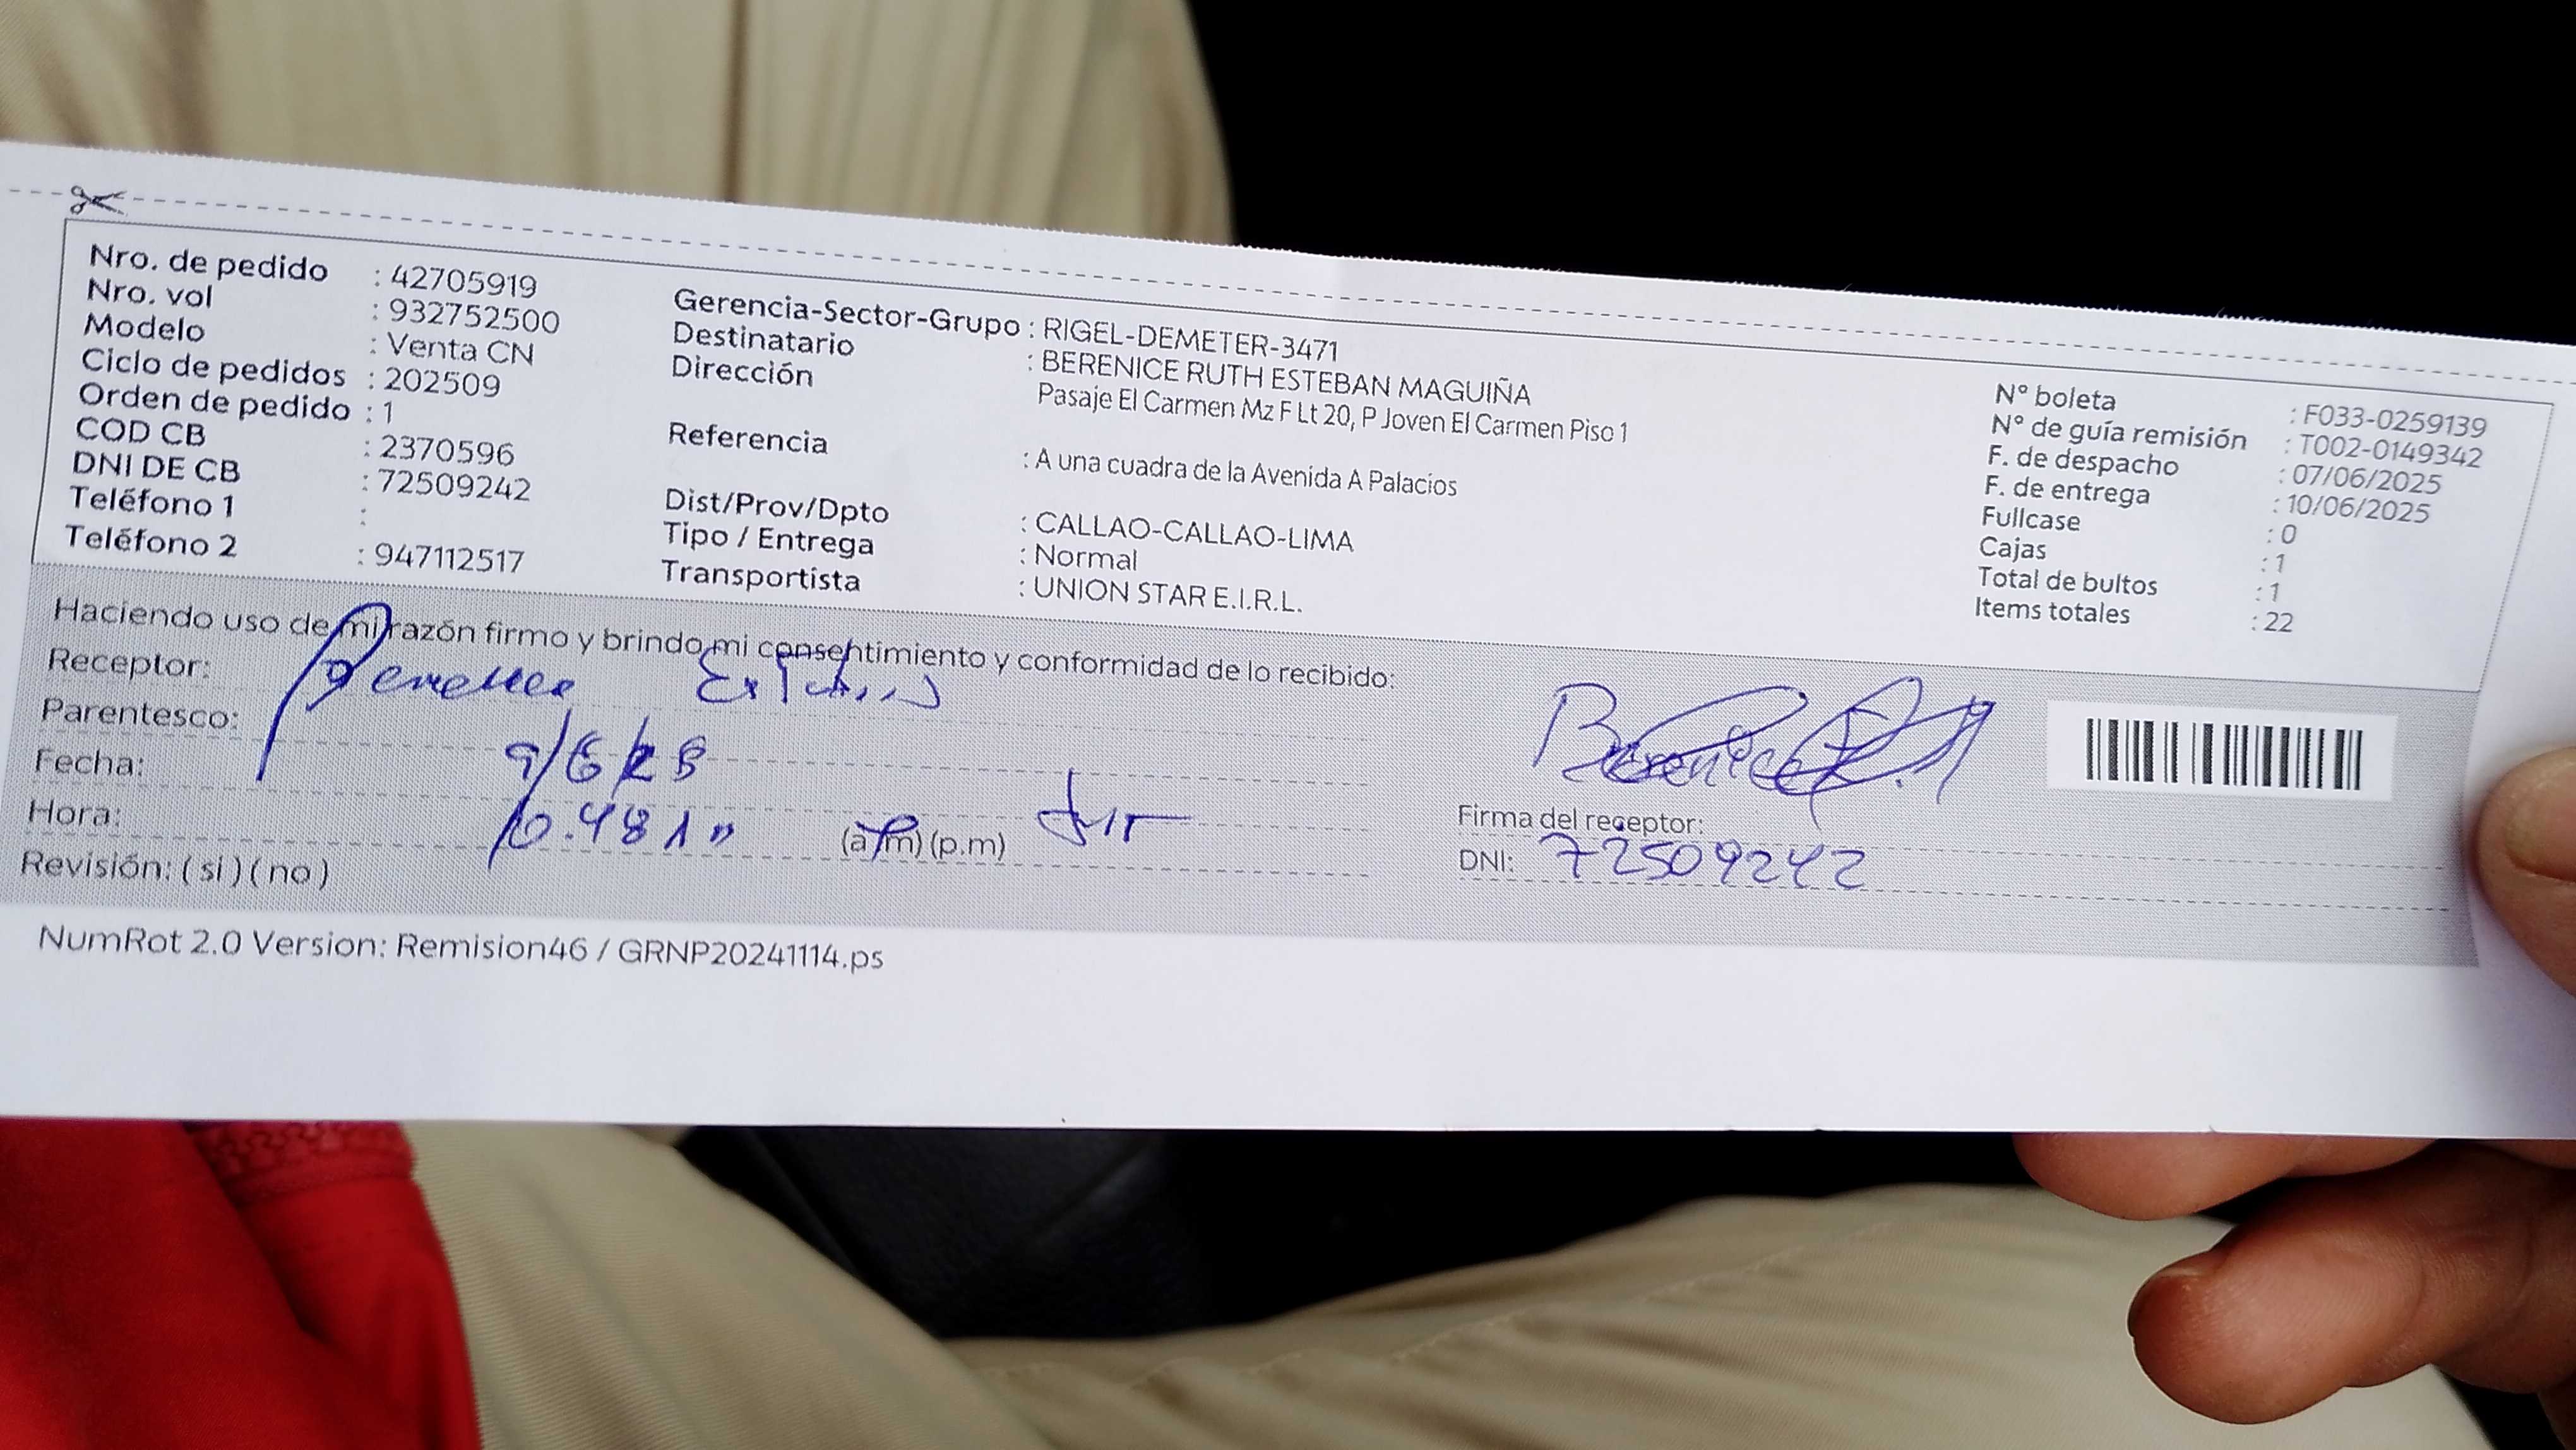 Nro. de pedido : 42705919
Nro. vol : 932752500
Modelo : Venta CN
Ciclo de pedidos : 202509
Orden de pedido : 1
COD CB : 2370596
DNI DE CB : 72509242
Teléfono 1 :
Teléfono 2 : 947112517
Gerencia-Sector-Grupo : RIGEL-DEMETER-3471
Destinatario : BERENICE RUTH ESTEBAN MAGUIÑA
Dirección Pasaje El Carmen Mz F Lt 20, P Joven El Carmen Piso 1
Referencia : A una cuadra de la Avenida A Palacios
Dist/Prov/Dpto : CALLAO-CALLAO-LIMA
Tipo / Entrega : Normal
Transportista : UNION STAR E.I.R.L.
N° boleta : F033-0259139
N° de guía remisión : T002-0149342
F. de despacho : 07/06/2025
F. de entrega : 10/06/2025
Fullcase : 0
Cajas : 1
Total de bultos : 1
Items totales : 22
Haciendo uso de mi razón firmo y brindo mi consentimiento y conformidad de lo recibido:
Receptor:
Parentesco:
Fecha:
Hora: 10.48 (a.m) (p.m)
Revisión: ( si ) ( no )
Berenice
Firma del receptor:
DNI: 72509242
NumRot 2.0 Version: Remision46 / GRNP20241114.ps